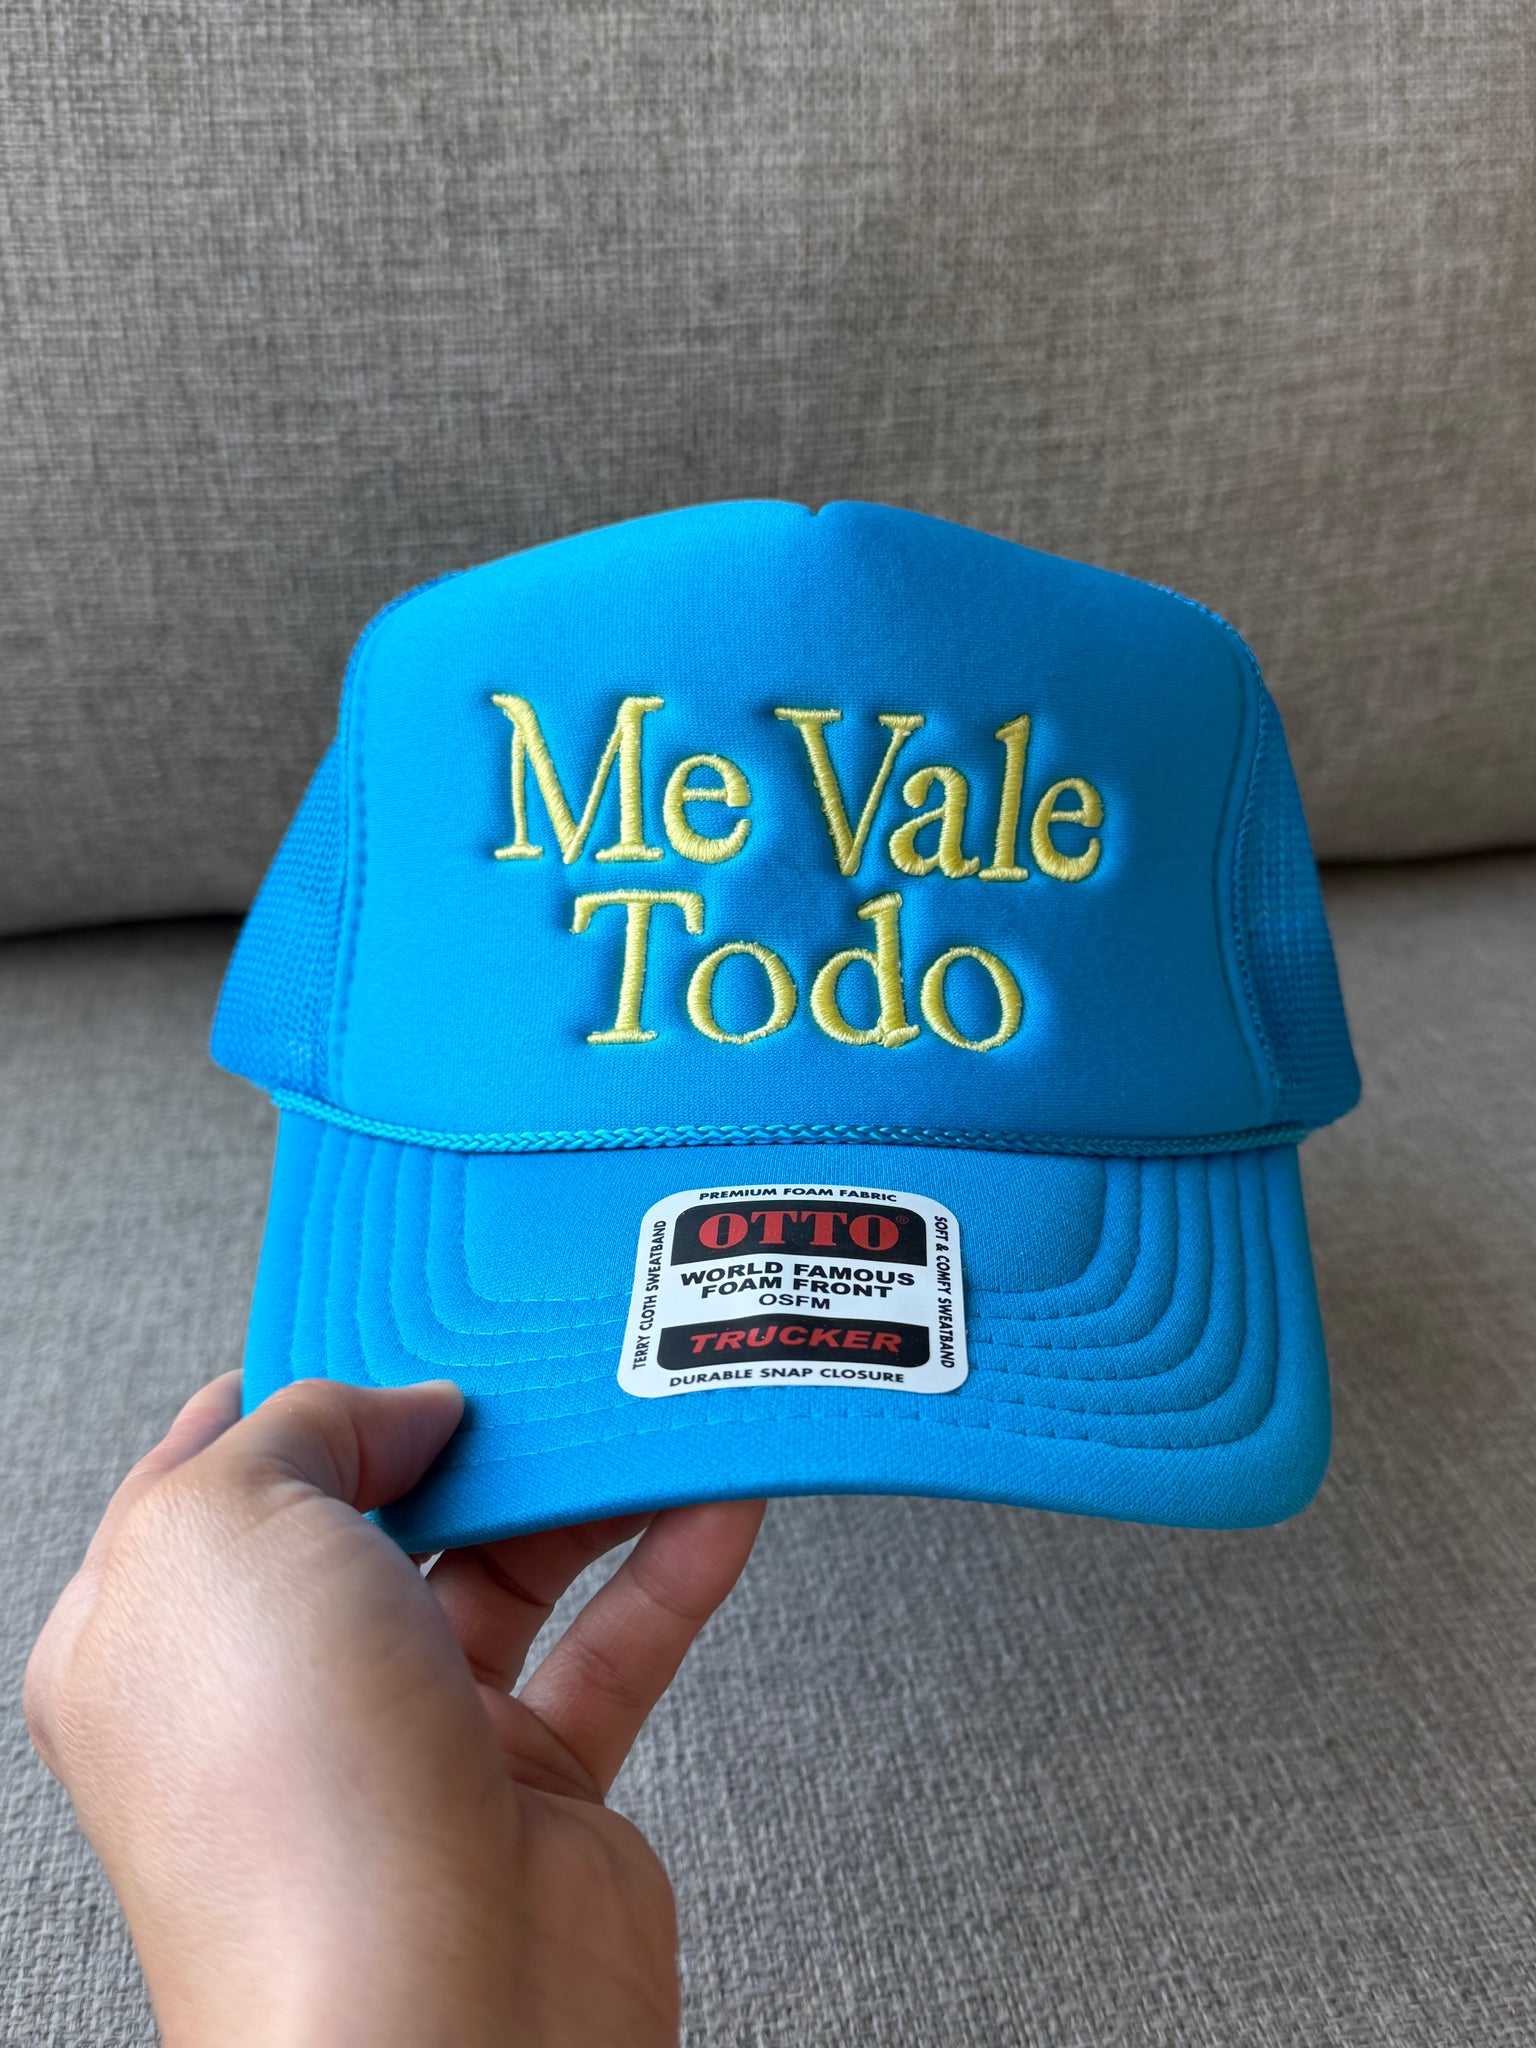 Me Vale
Todo
PREMIUM FOAM FABRIC
OTTO®
WORLD FAMOUS
FOAM FRONT
OSFM
TRUCKER
DURABLE SNAP CLOSURE
TERRY CLOTH SWEATBAND
SOFT & COMFY SWEATBAND